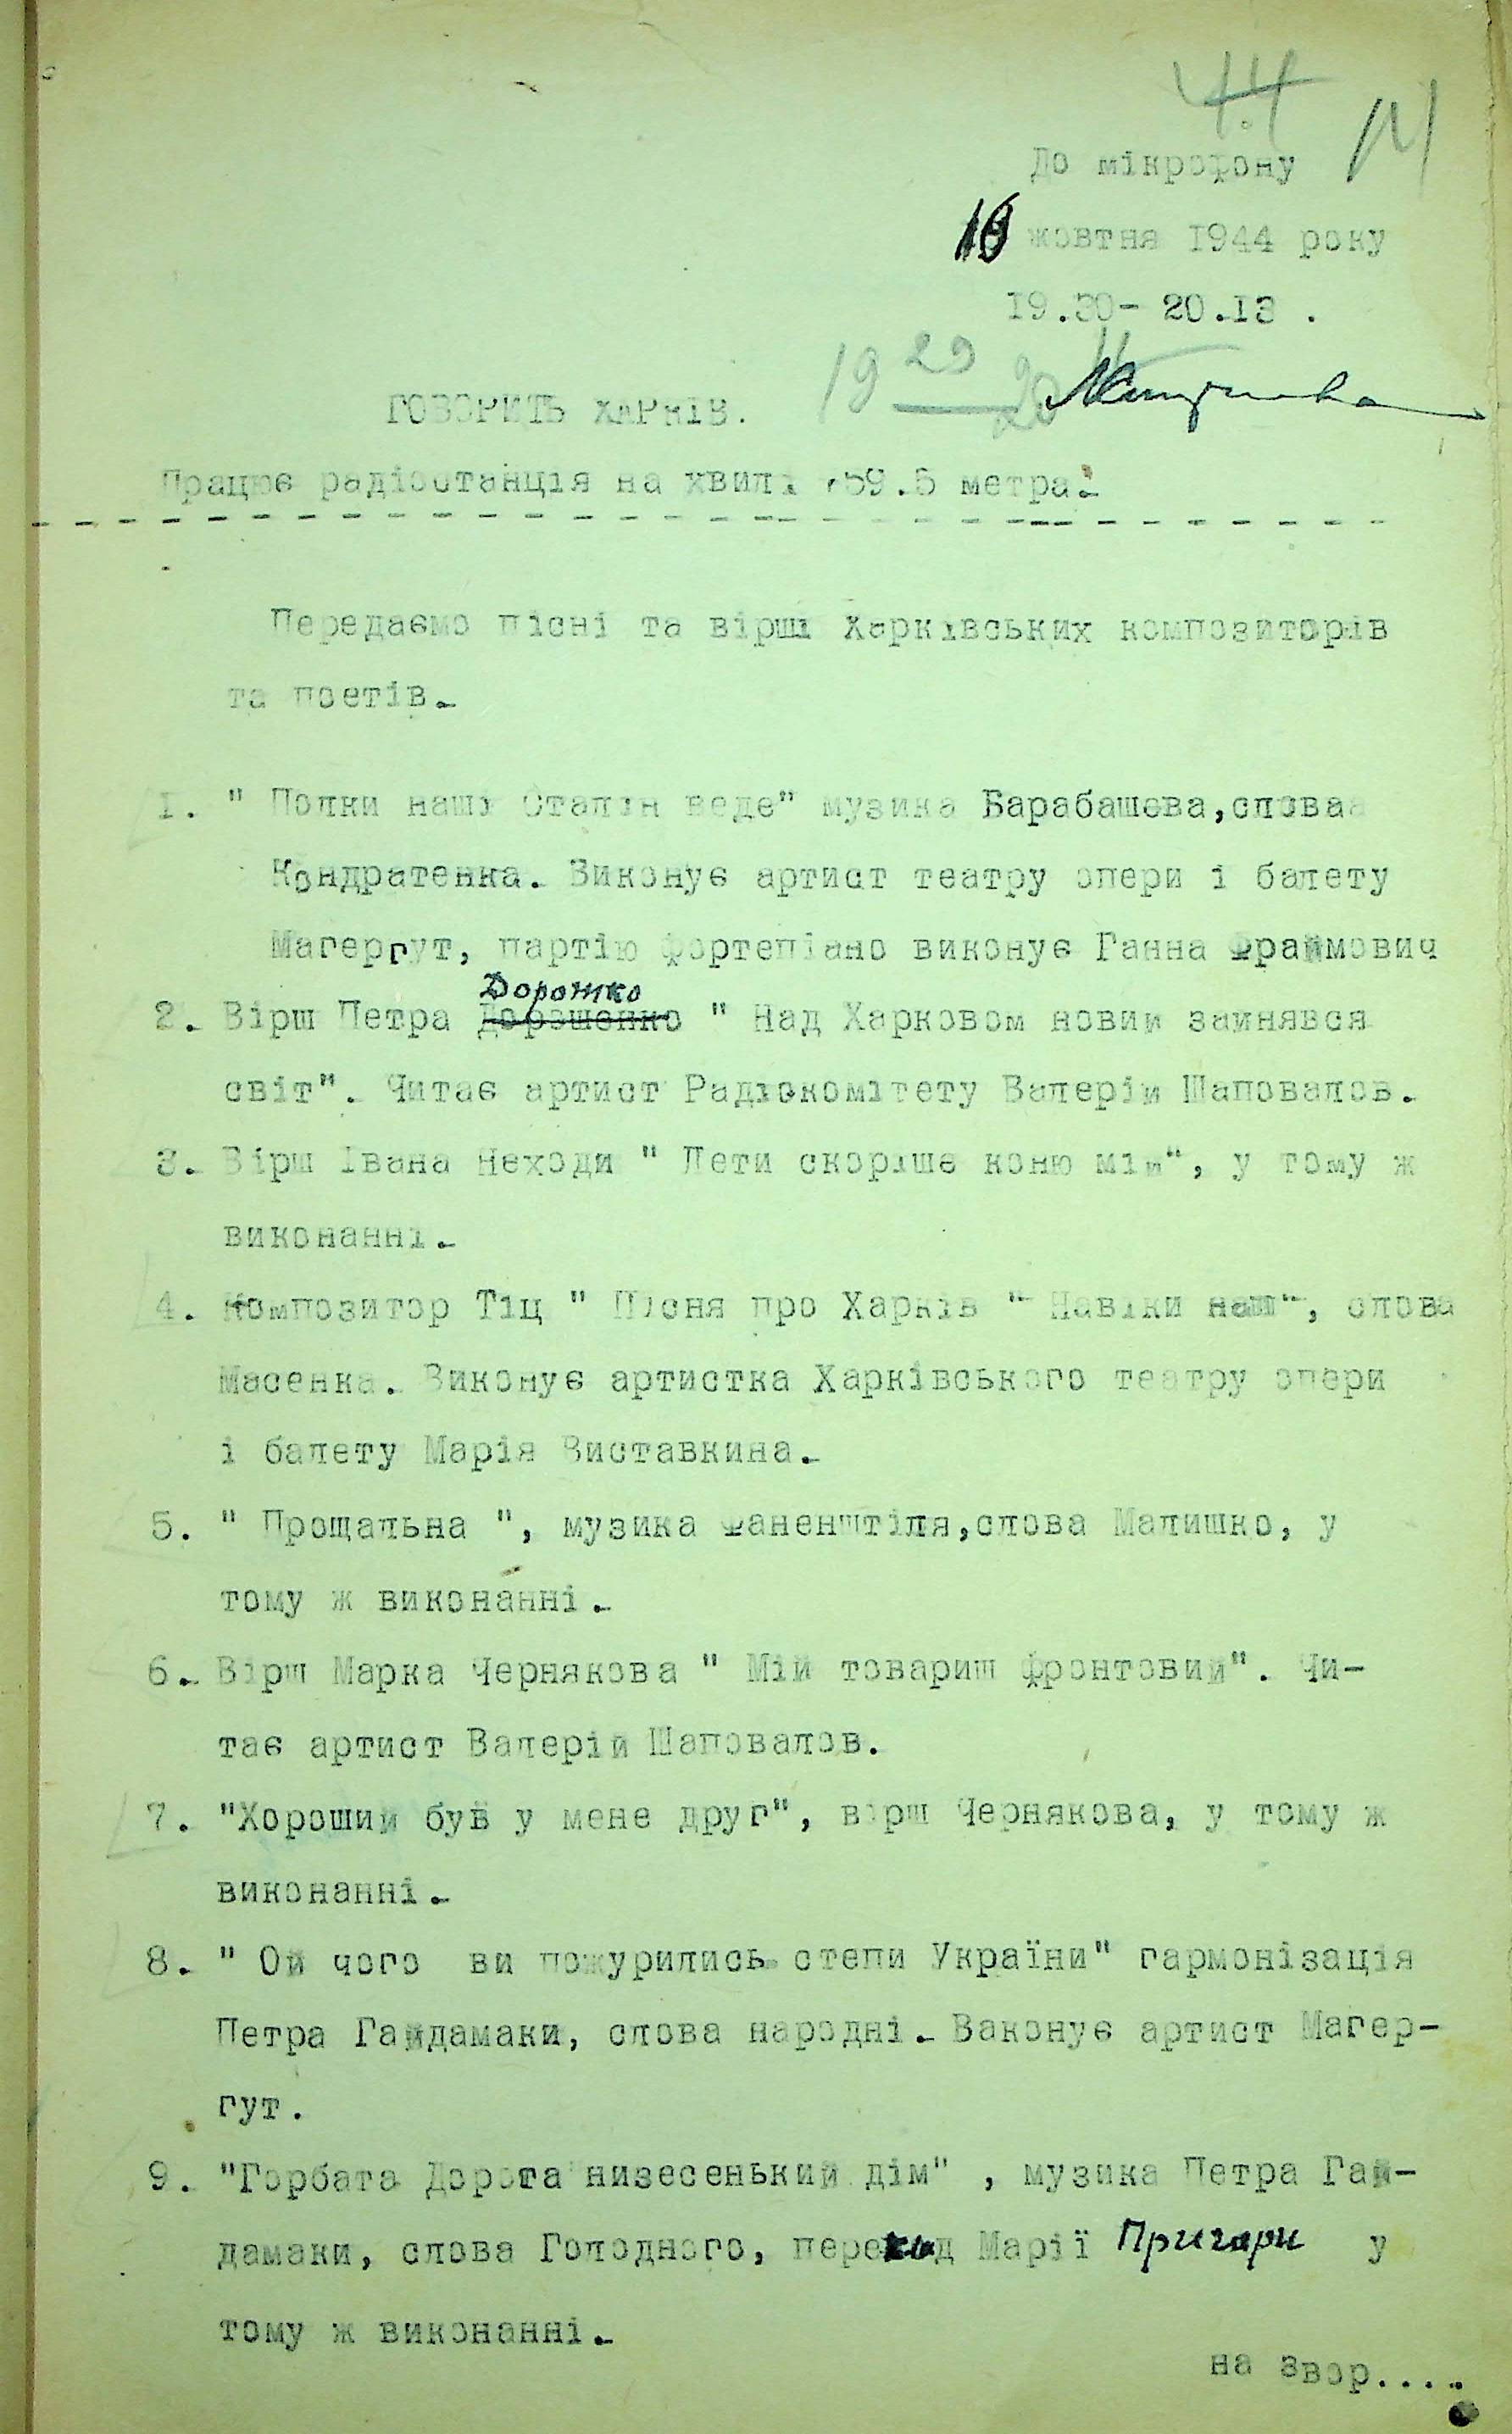 44
До мікрофону
жовтня 1944 року
19.30- 20.13 .
19 29 20
ГОВОРИТЬ ХАРКІВ.
Працює радіостанція на хвилі 59.5 метра.
Передаємо пісні та вірші Харківських композиторів
та поетів.
1. " Полки наші Сталін веде" музика Барабашева,слова
Кондратенка. Виконує артист театру опери і балету
Магергут, партію фортепіано виконує Ганна Фраймович
Дорожко
2. Вірш Петра Дорошенко " Над Харковом новий зайнявся
світ". Читає артист Радіокомітету Валерій Шаповалов.
3. Вірш Івана Неходи " Лети скоріше коню мій", у тому ж
виконанні.
4. Композитор Тіц " Пісня про Харків " Навіки наш", слова
Масенка. Виконує артистка Харківського театру опери
і балету Марія Виставкина.
5. " Прощальна ", музика Фаненштіля,слова Малишко, у
тому ж виконанні.
6. Вірш Марка Чернякова " Мій товариш фронтовий". Чи-
тає артист Валерій Шаповалов.
7. "Хороший був у мене друг", вірш Чернякова, у тому ж
виконанні.
8. " Ой чого ви пожурились степи України" гармонізація
Петра Гайдамаки, слова народні. Ваконує артист Магер-
гут.
9. "Горбата Дорога низесенький дім" , музика Петра Гай-
дамаки, слова Голодного, переклад Марії Пригари у
тому ж виконанні.
на звор....